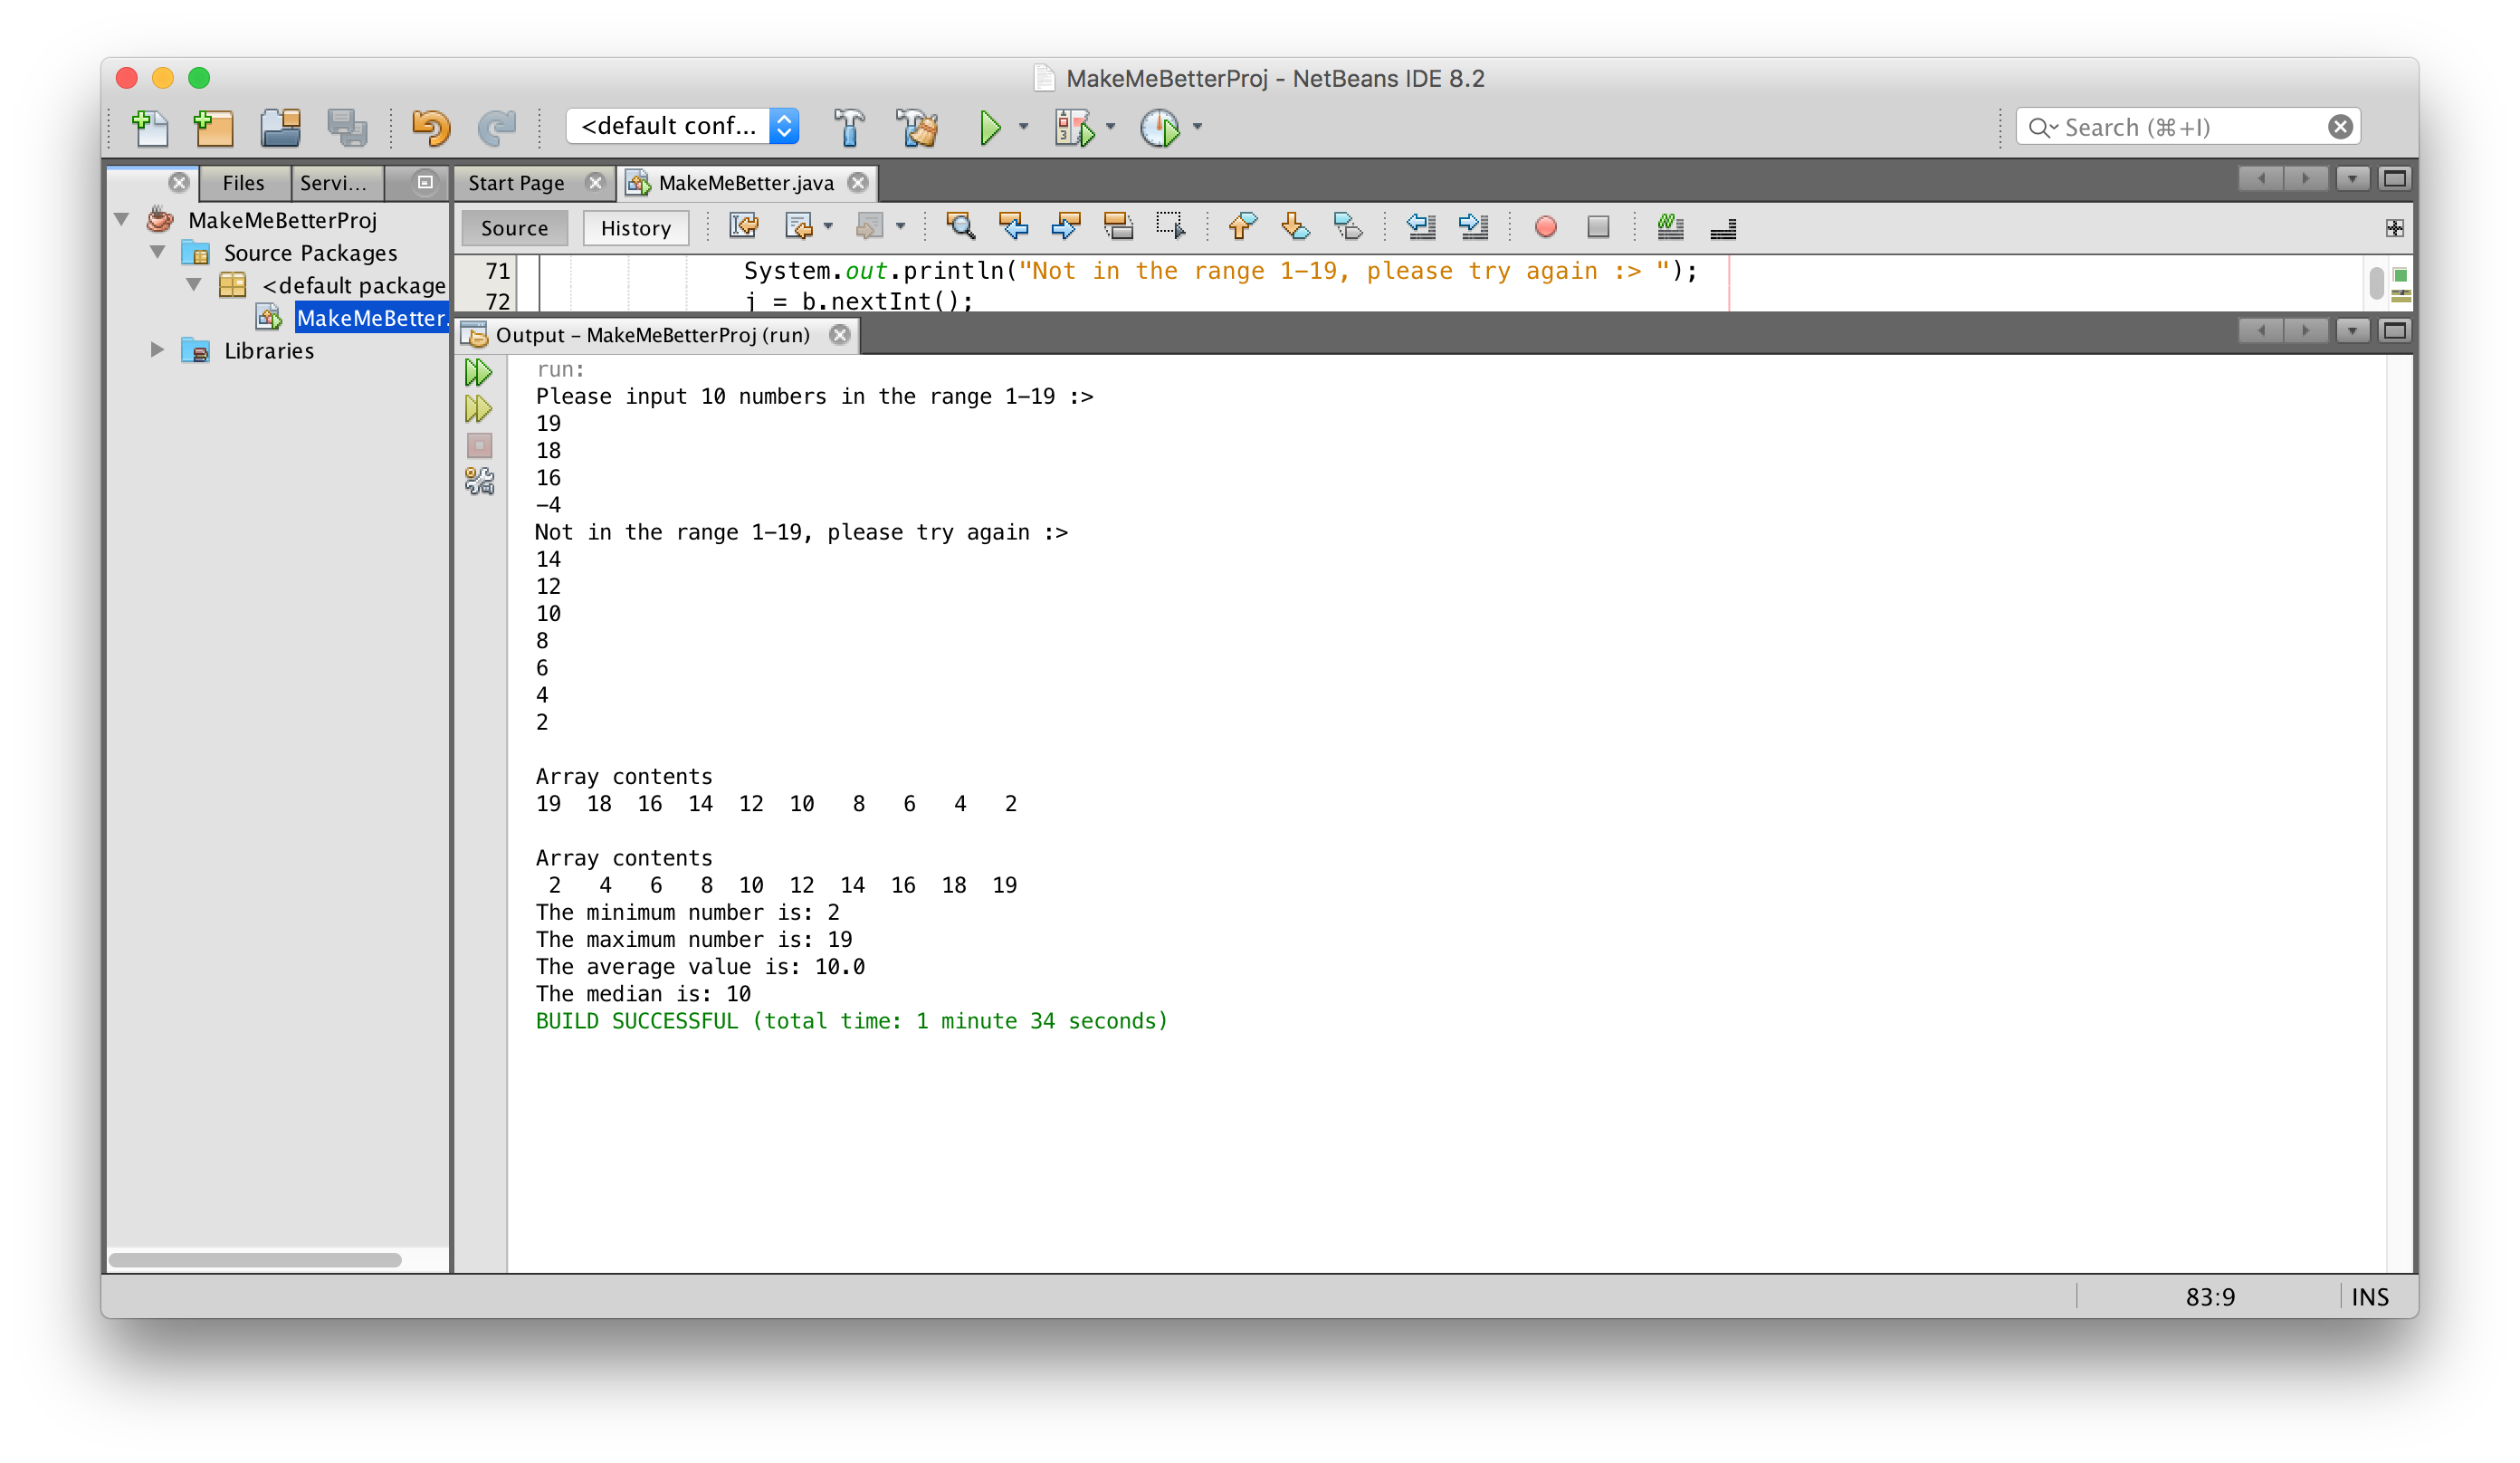 MakeMeBetterProj - NetBeans IDE 8.2
<default conf...
Search (⌘+I)
Files
Servi...
Start Page
MakeMeBetter.java
MakeMeBetterProj
Source Packages
<default package
MakeMeBetter.
Libraries
Source
History
71 System.out.println("Not in the range 1-19, please try again :> ");
72 j = b.nextInt();
Output – MakeMeBetterProj (run)
run:
Please input 10 numbers in the range 1-19 :>
19
18
16
-4
Not in the range 1-19, please try again :>
14
12
10
8
6
4
2
Array contents
19 18 16 14 12 10 8 6 4 2
Array contents
2 4 6 8 10 12 14 16 18 19
The minimum number is: 2
The maximum number is: 19
The average value is: 10.0
The median is: 10
BUILD SUCCESSFUL (total time: 1 minute 34 seconds)
83:9
INS